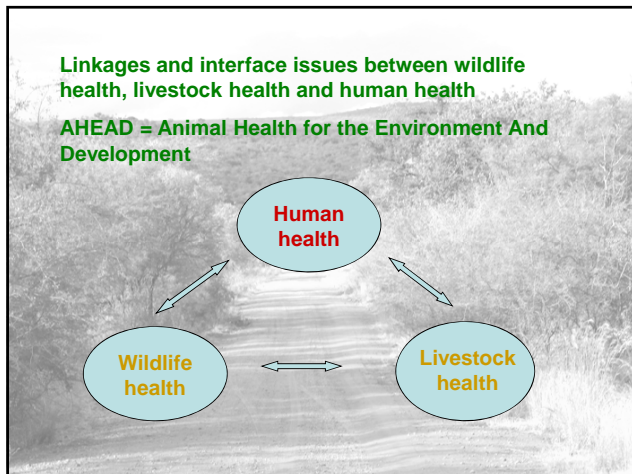 Linkages and interface issues between wildlife
health, livestock health and human health
AHEAD = Animal Health for the Environment And
Development
Human
health
Wildlife
health
Livestock
health